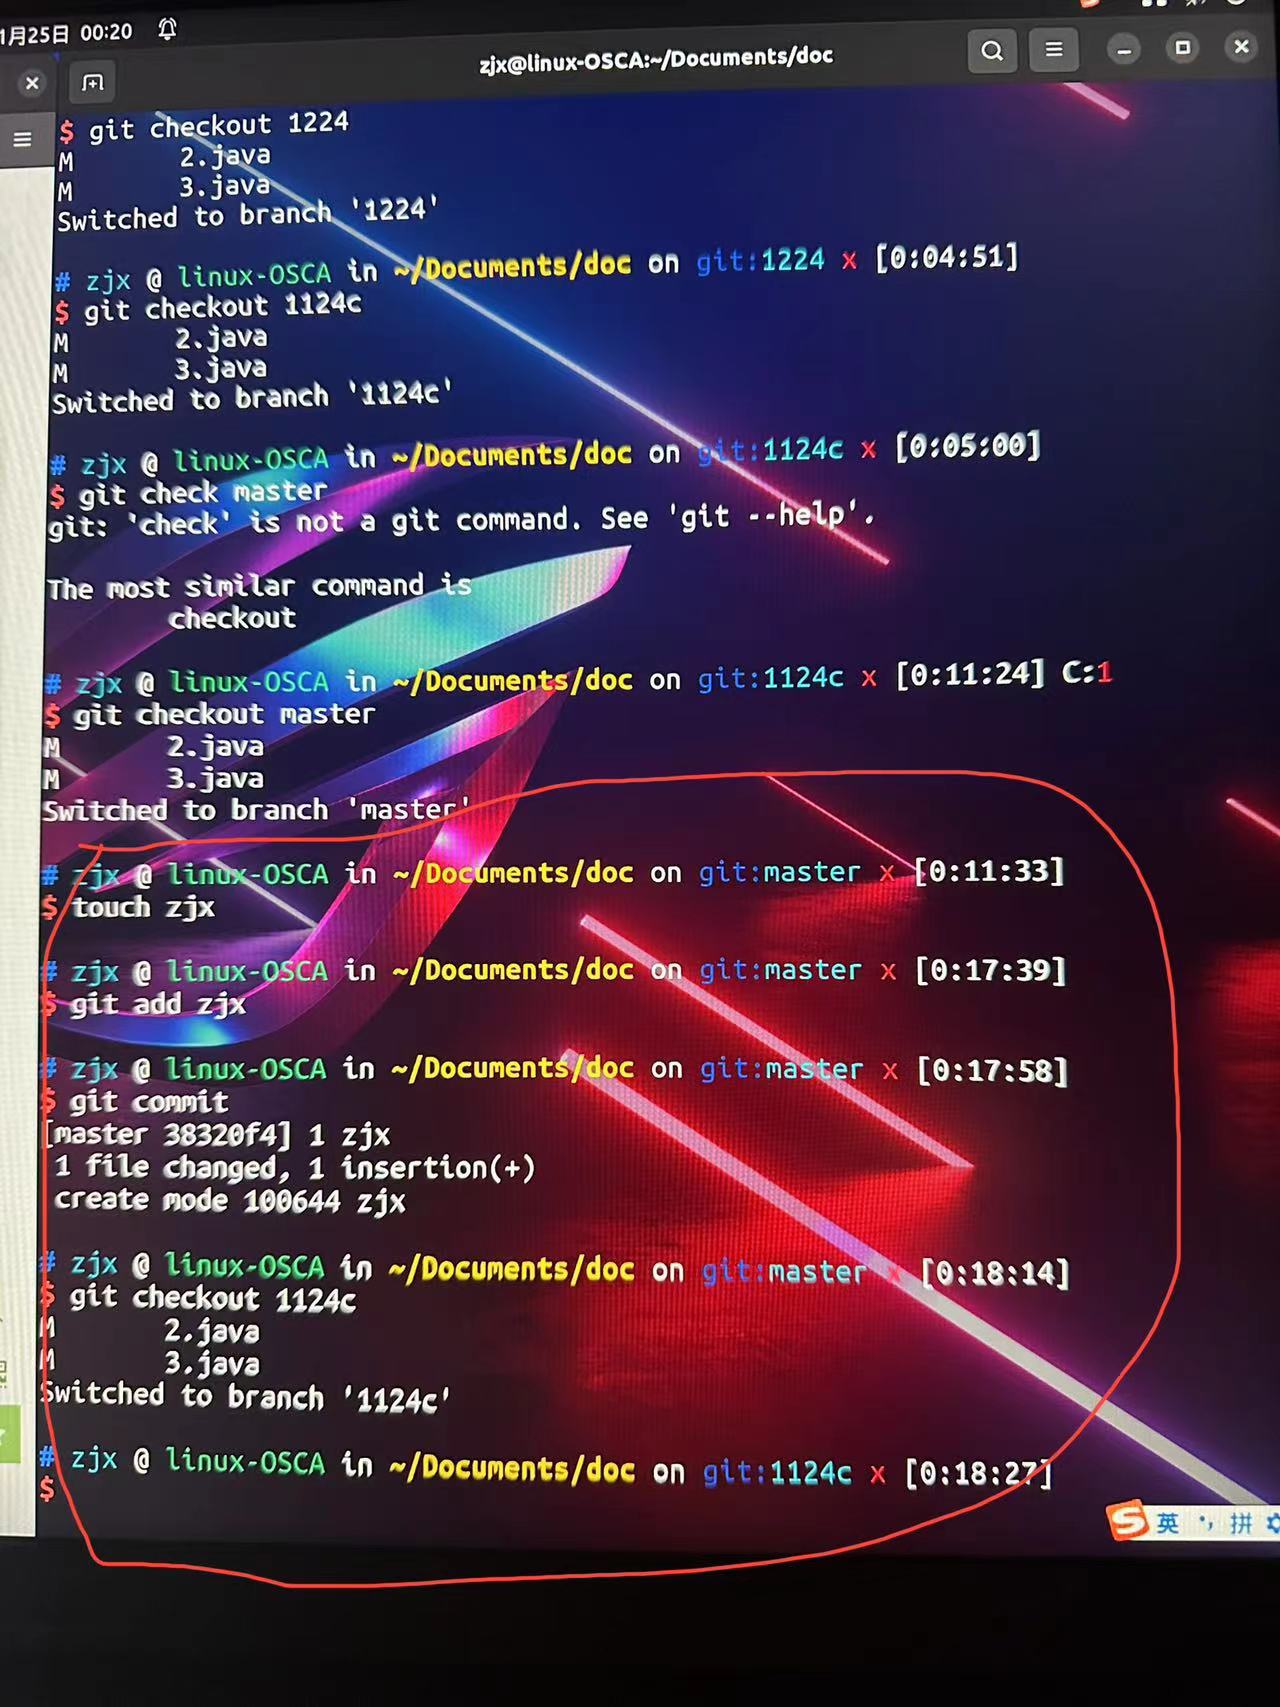 1月25日 00:20
zjx@linux-OSCA:~/Documents/doc
$ git checkout 1224
M 2.java
M 3.java
Switched to branch '1224'
# zjx @ linux-OSCA in ~/Documents/doc on git:1224 x [0:04:51]
$ git checkout 1124c
M 2.java
M 3.java
Switched to branch '1124c'
# zjx @ linux-OSCA in ~/Documents/doc on git:1124c x [0:05:00]
$ git check master
git: 'check' is not a git command. See 'git --help'.
The most similar command is
checkout
# zjx @ linux-OSCA in ~/Documents/doc on git:1124c x [0:11:24] C:1
$ git checkout master
M 2.java
M 3.java
Switched to branch 'master'
# zjx @ linux-OSCA in ~/Documents/doc on git:master x [0:11:33]
$ touch zjx
# zjx @ linux-OSCA in ~/Documents/doc on git:master x [0:17:39]
$ git add zjx
# zjx @ linux-OSCA in ~/Documents/doc on git:master x [0:17:58]
$ git commit
[master 38320f4] 1 zjx
1 file changed, 1 insertion(+)
create mode 100644 zjx
# zjx @ linux-OSCA in ~/Documents/doc on git:master x [0:18:14]
$ git checkout 1124c
M 2.java
M 3.java
Switched to branch '1124c'
# zjx @ linux-OSCA in ~/Documents/doc on git:1124c x [0:18:27]
$
S 英 ·, 拼